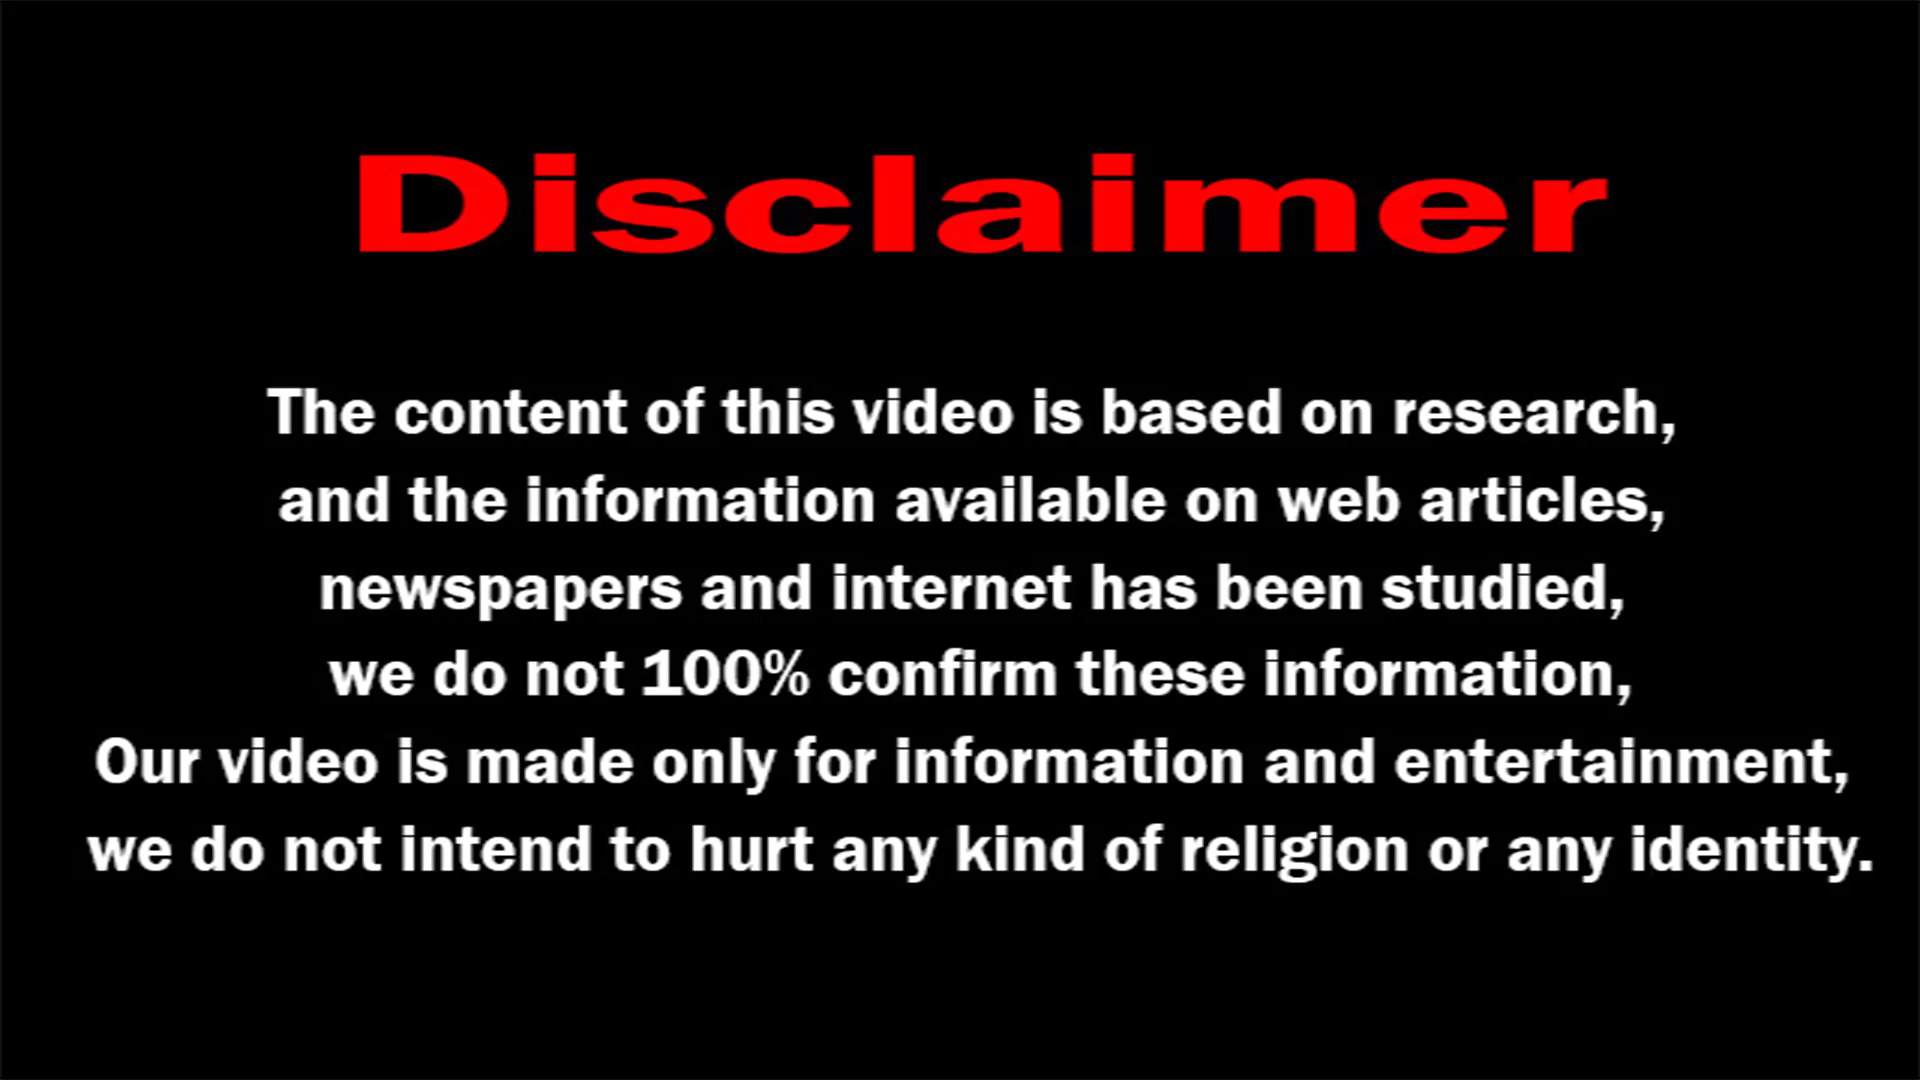 Disclaimer
The content of this video is based on research,
and the information available on web articles,
newspapers and internet has been studied,
we do not 100% confirm these information,
Our video is made only for information and entertainment,
we do not intend to hurt any kind of religion or any identity.